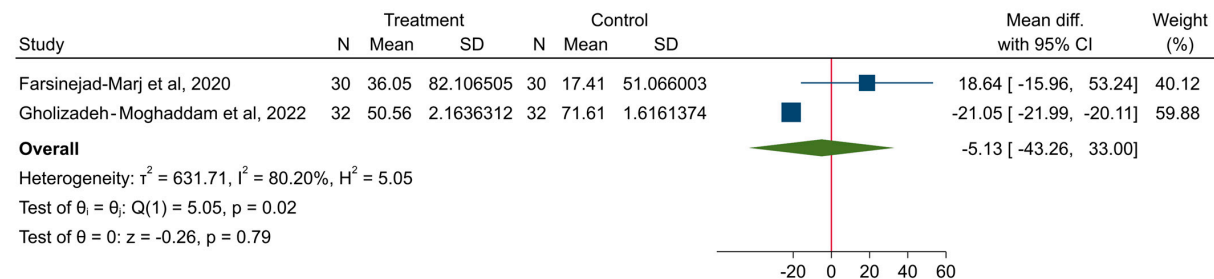 Treatment Control Mean diff. Weight
Study N Mean SD N Mean SD with 95% CI (%)
Farsinejad-Marj et al, 2020 30 36.05 82.106505 30 17.41 51.066003 18.64 [ -15.96, 53.24] 40.12
Gholizadeh-Moghaddam et al, 2022 32 50.56 2.1636312 32 71.61 1.6161374 -21.05 [ -21.99, -20.11] 59.88
Overall -5.13 [ -43.26, 33.00]
Heterogeneity: τ² = 631.71, I² = 80.20%, H² = 5.05
Test of θᵢ = θⱼ: Q(1) = 5.05, p = 0.02
Test of θ = 0: z = -0.26, p = 0.79
-20 0 20 40 60